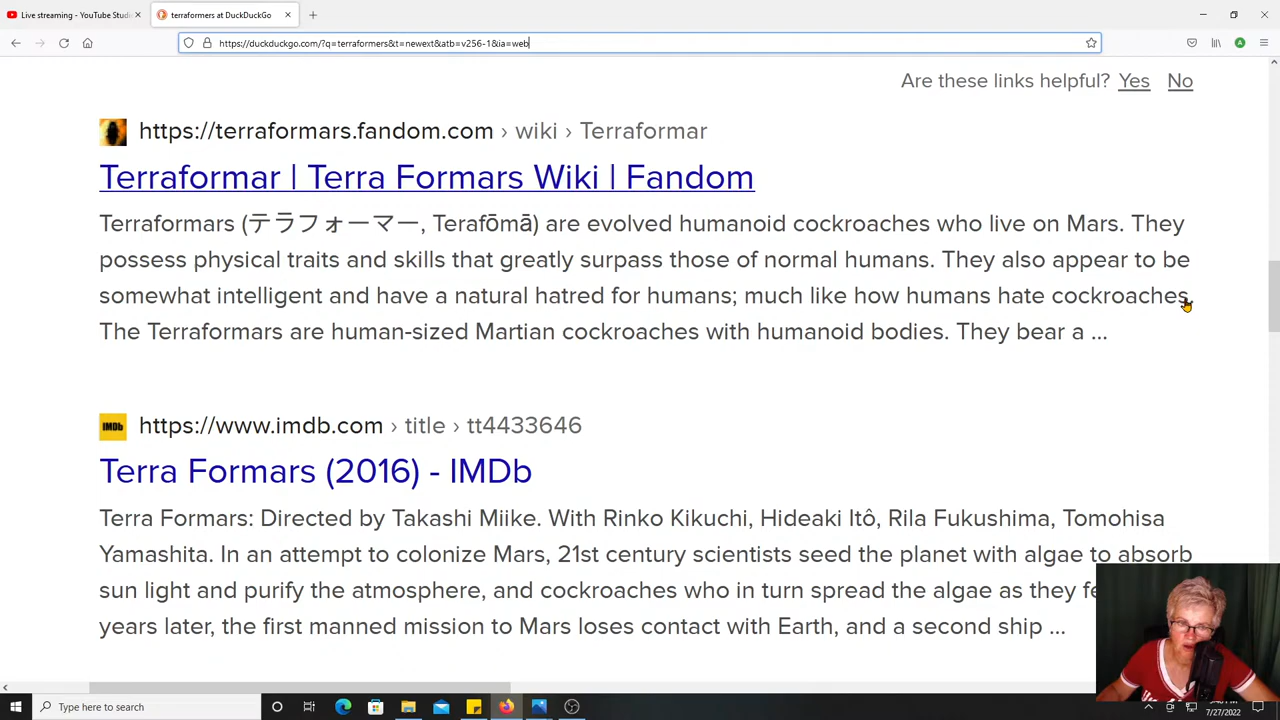 Live streaming - YouTube Stud
terraformers at DuckDuckGo
https://duckduckgo.com/?q=terraformers&t=newext&atb=v256-1&ia=web
Are these links helpful? Yes No
https://terraformars.fandom.com › wiki › Terraformar
Terraformar | Terra Formars Wiki | Fandom
Terraformars (テラフォーマー, Terafōmā) are evolved humanoid cockroaches who live on Mars. They
possess physical traits and skills that greatly surpass those of normal humans. They also appear to be
somewhat intelligent and have a natural hatred for humans; much like how humans hate cockroaches.
The Terraformars are human-sized Martian cockroaches with humanoid bodies. They bear a ...
IMDb https://www.imdb.com › title › tt4433646
Terra Formars (2016) - IMDb
Terra Formars: Directed by Takashi Miike. With Rinko Kikuchi, Hideaki Itô, Rila Fukushima, Tomohisa
Yamashita. In an attempt to colonize Mars, 21st century scientists seed the planet with algae to absorb
sun light and purify the atmosphere, and cockroaches who in turn spread the algae as they
years later, the first manned mission to Mars loses contact with Earth, and a second ship ...
Type here to search
7/27/2022